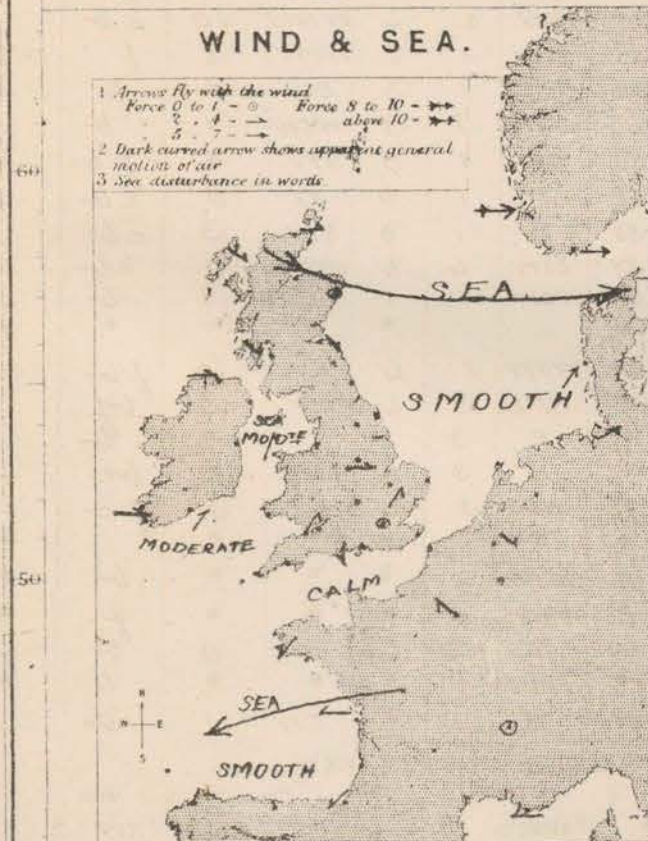 WIND & SEA.
1 Arrows Fly with the wind
Force 0 to 1 - ⊙ Force 8 to 10 -
2 . 4 - above 10 -
5 . 7 -
2 Dark curved arrow shows apparent general
motion of air
3 Sea disturbance in words
60
SEA
SMOOTH
SEA
MO/DTE
MODERATE
50
CALM
N
W E
S
SEA
SMOOTH